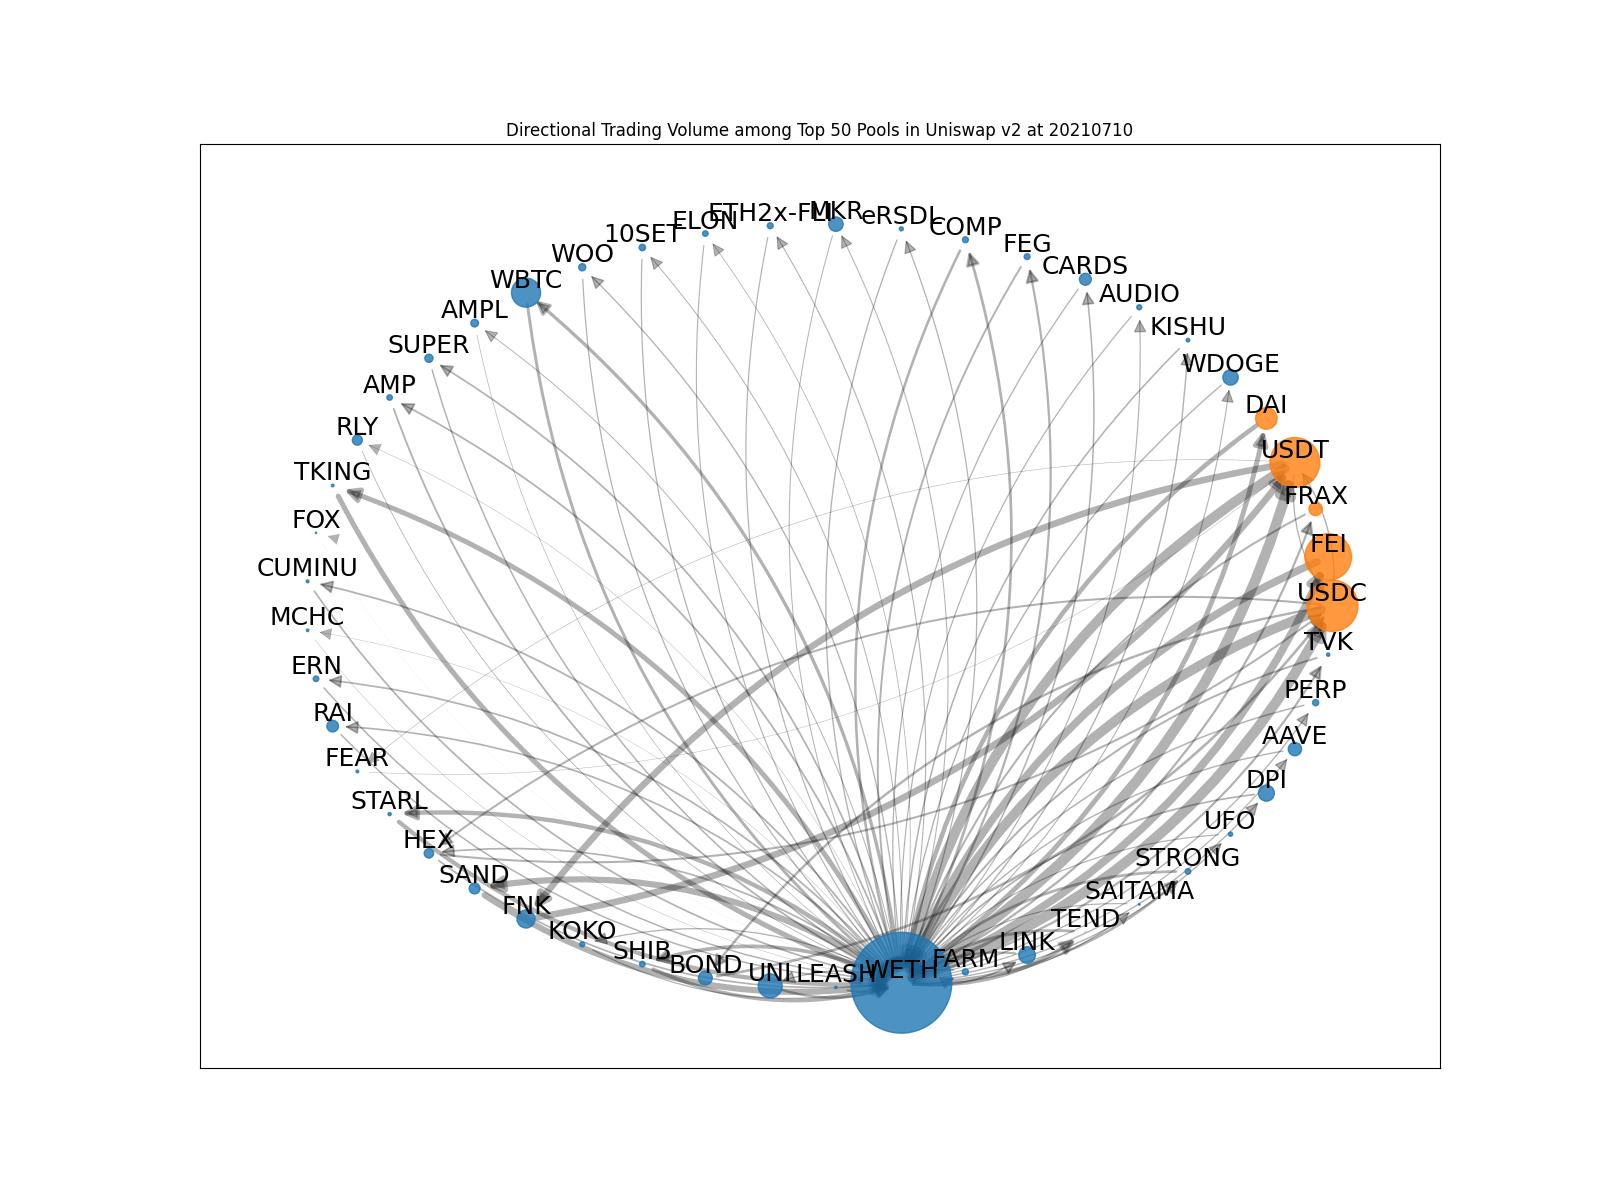 Directional Trading Volume among Top 50 Pools in Uniswap v2 at 20210710
ETH2x-FLI
MKR
eRSDL
ELON
COMP
10SET
FEG
WOO
CARDS
WBTC
AUDIO
AMPL
KISHU
SUPER
WDOGE
AMP
DAI
RLY
USDT
TKING
FRAX
FOX
FEI
CUMINU
USDC
MCHC
TVK
ERN
PERP
RAI
AAVE
FEAR
DPI
STARL
UFO
HEX
STRONG
SAND
SAITAMA
FNK
TEND
KOKO
LINK
SHIB
FARM
BOND
UNI
LEASH
WETH